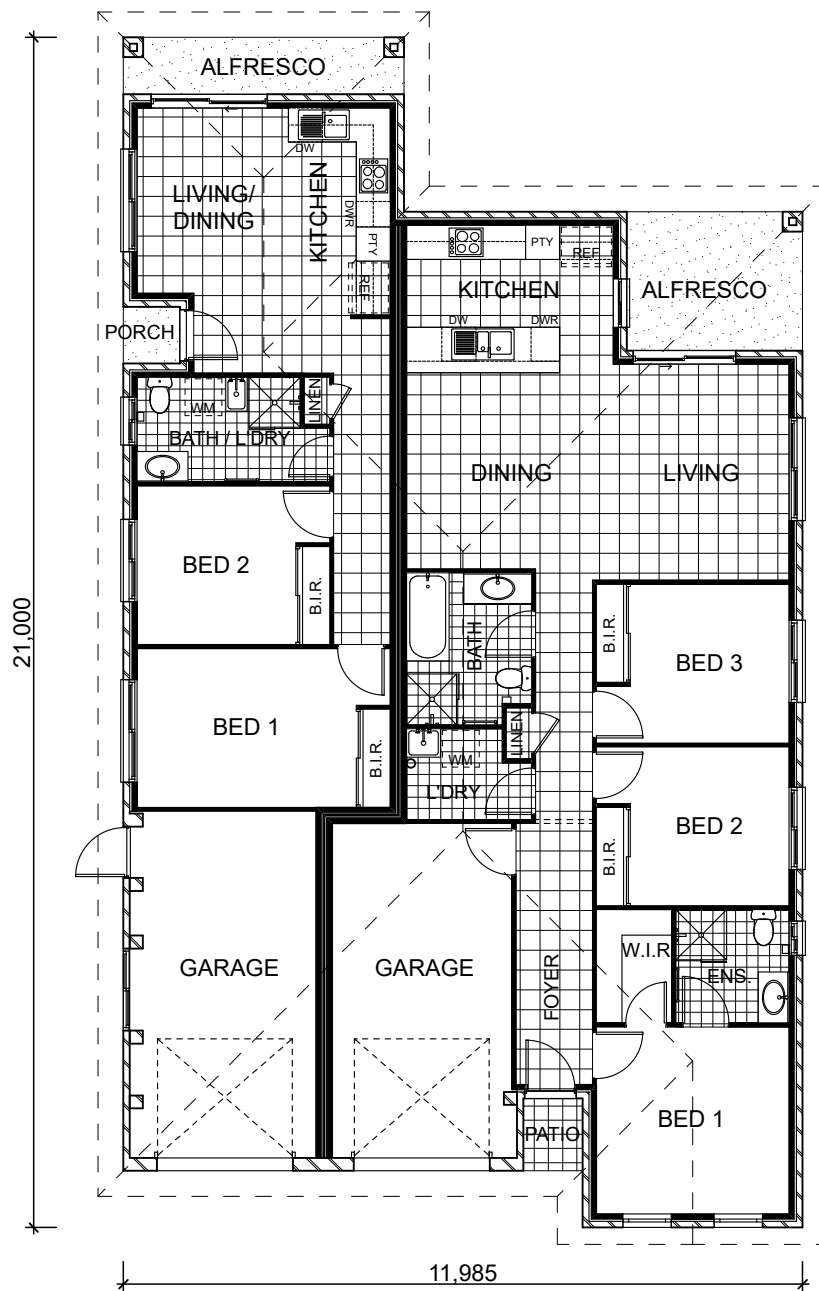 ALFRESCO
LIVING/
DINING
KITCHEN
DW
DWR
PTY
REF
PORCH
LINEN
WM
BATH / L'DRY
BED 2
B.I.R.
BED 1
B.I.R.
GARAGE
KITCHEN
PTY
REF
ALFRESCO
DW
DWR
DINING
LIVING
BATH
LINEN
WM
L'DRY
B.I.R.
BED 3
B.I.R.
BED 2
GARAGE
FOYER
W.I.R
ENS.
BED 1
PATIO
21,000
11,985